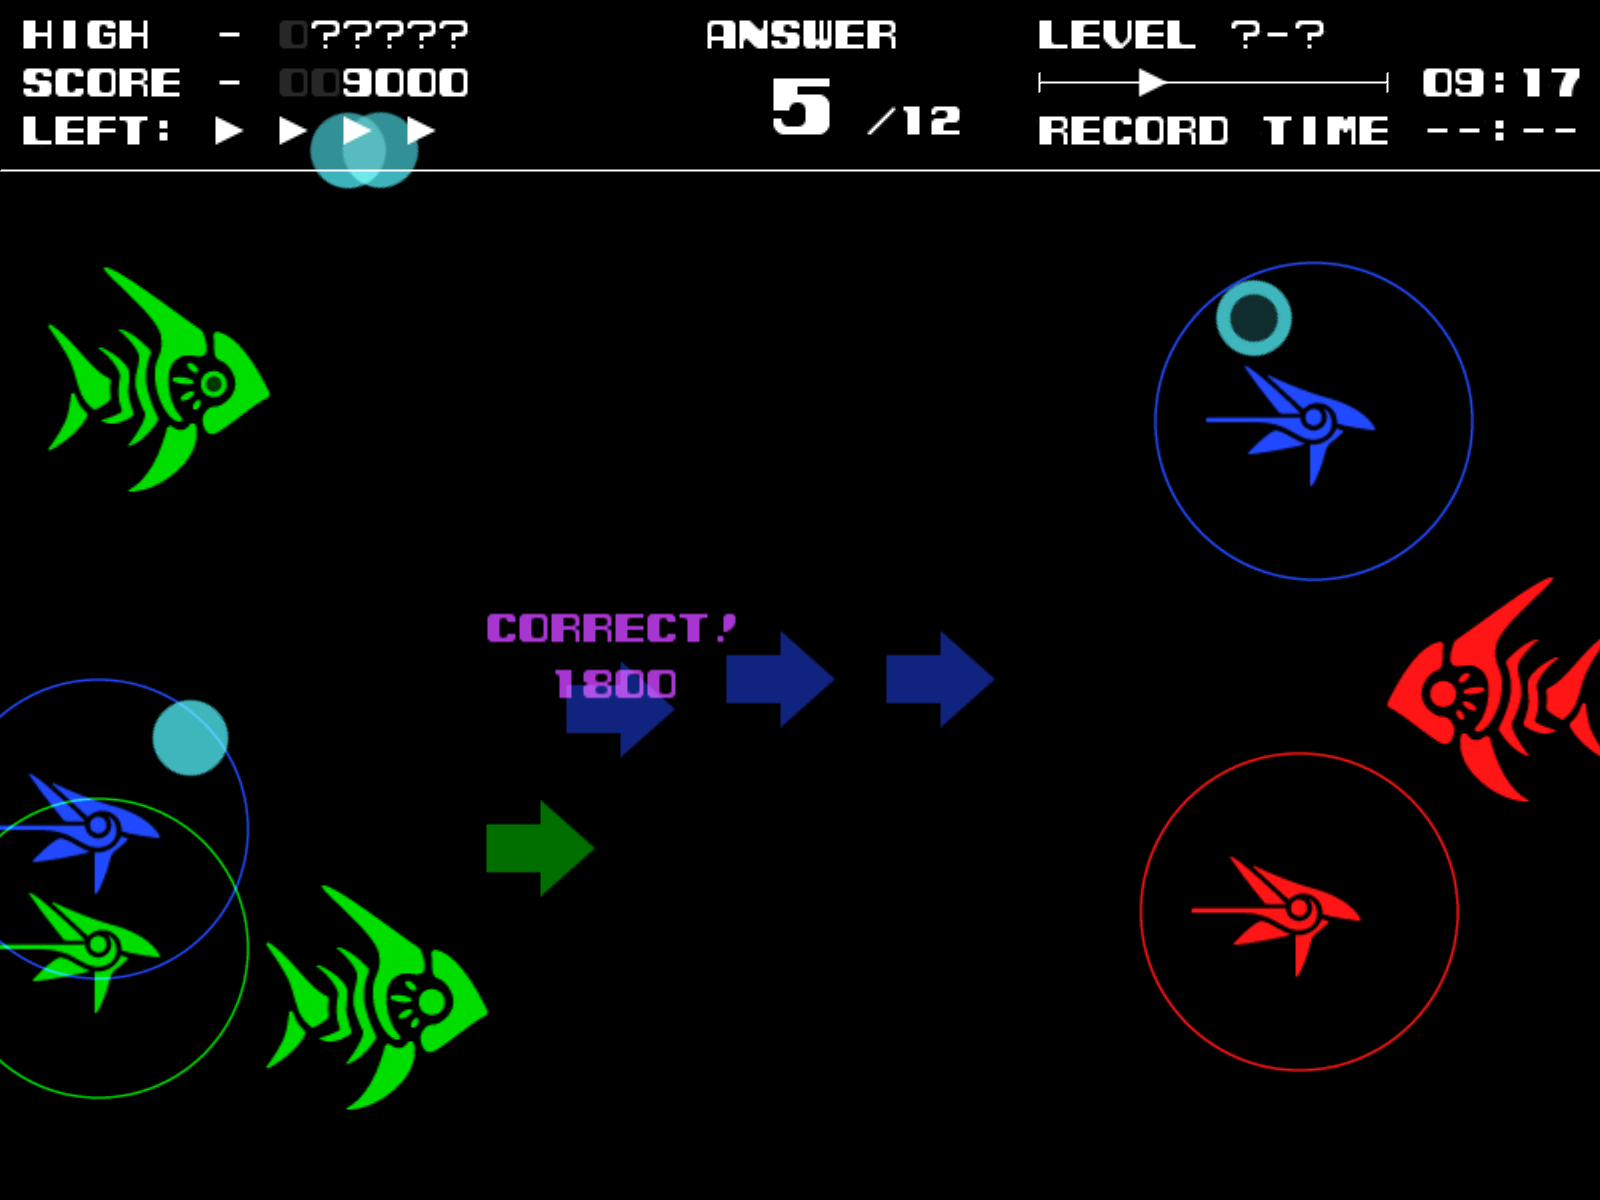 HIGH - 0?????
SCORE - 009000
LEFT:
ANSWER
5 /12
LEVEL ?-?
09:17
RECORD TIME --:--
CORRECT!
1800